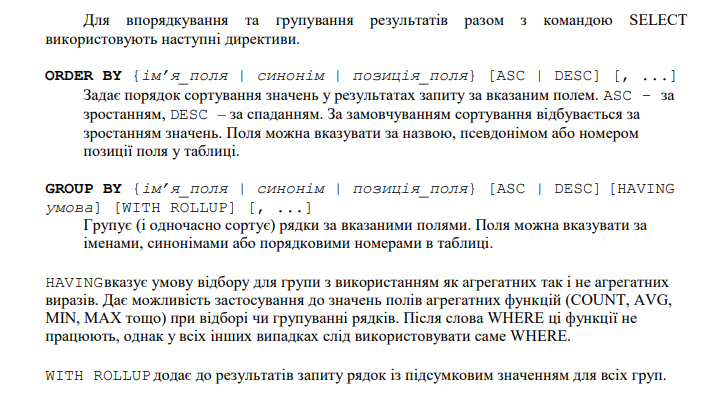 Для впорядкування та групування результатів разом з командою SELECT
використовують наступні директиви.
ORDER BY {ім’я_поля | синонім | позиція_поля} [ASC | DESC] [, ...]
Задає порядок сортування значень у результатах запиту за вказаним полем. ASC – за
зростанням, DESC – за спаданням. За замовчуванням сортування відбувається за
зростанням значень. Поля можна вказувати за назвою, псевдонімом або номером
позиції поля у таблиці.
GROUP BY {ім’я_поля | синонім | позиція_поля} [ASC | DESC] [HAVING
умова] [WITH ROLLUP] [, ...]
Групує (і одночасно сортує) рядки за вказаними полями. Поля можна вказувати за
іменами, синонімами або порядковими номерами в таблиці.
HAVING вказує умову відбору для групи з використанням як агрегатних так і не агрегатних
виразів. Дає можливість застосування до значень полів агрегатних функцій (COUNT, AVG,
MIN, MAX тощо) при відборі чи групуванні рядків. Після слова WHERE ці функції не
працюють, однак у всіх інших випадках слід використовувати саме WHERE.
WITH ROLLUP додає до результатів запиту рядок із підсумковим значенням для всіх груп.